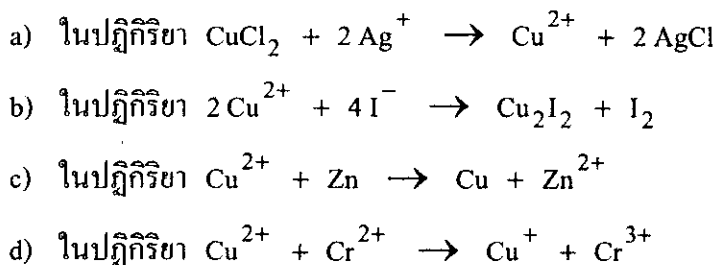 a) ในปฏิกิริยา CuCl₂ + 2 Ag⁺ → Cu²⁺ + 2 AgCl
b) ในปฏิกิริยา 2 Cu²⁺ + 4 I⁻ → Cu₂I₂ + I₂
c) ในปฏิกิริยา Cu²⁺ + Zn → Cu + Zn²⁺
d) ในปฏิกิริยา Cu²⁺ + Cr²⁺ → Cu⁺ + Cr³⁺